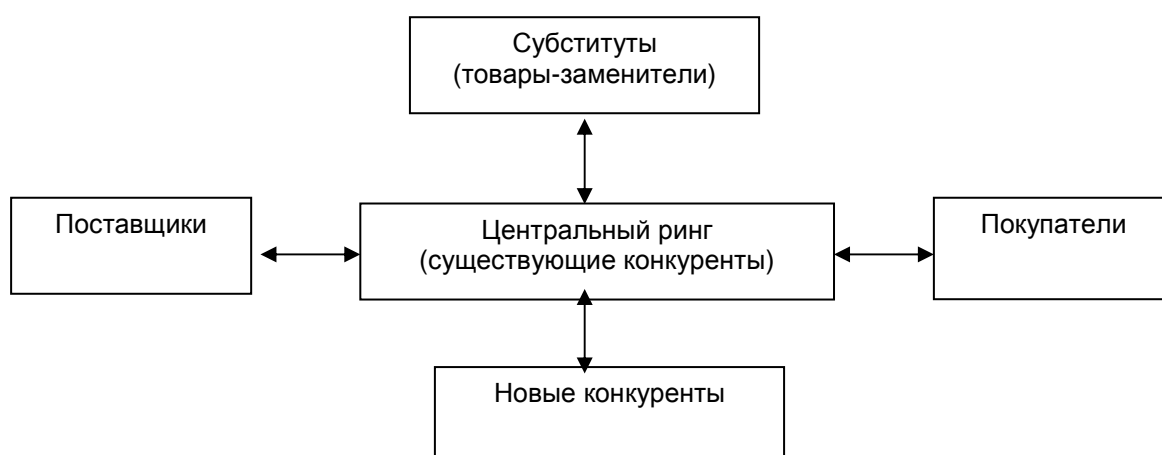 Субституты
(товары-заменители)
Поставщики
Центральный ринг
(существующие конкуренты)
Покупатели
Новые конкуренты